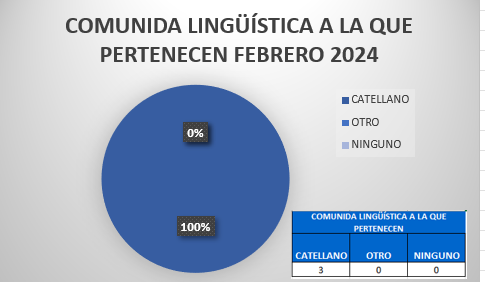 COMUNIDA LINGÜÍSTICA A LA QUE
PERTENECEN FEBRERO 2024
CATELLANO
OTRO
NINGUNO
0%
100%
COMUNIDA LINGÜÍSTICA A LA QUE
PERTENECEN
CATELLANO OTRO NINGUNO
3 0 0